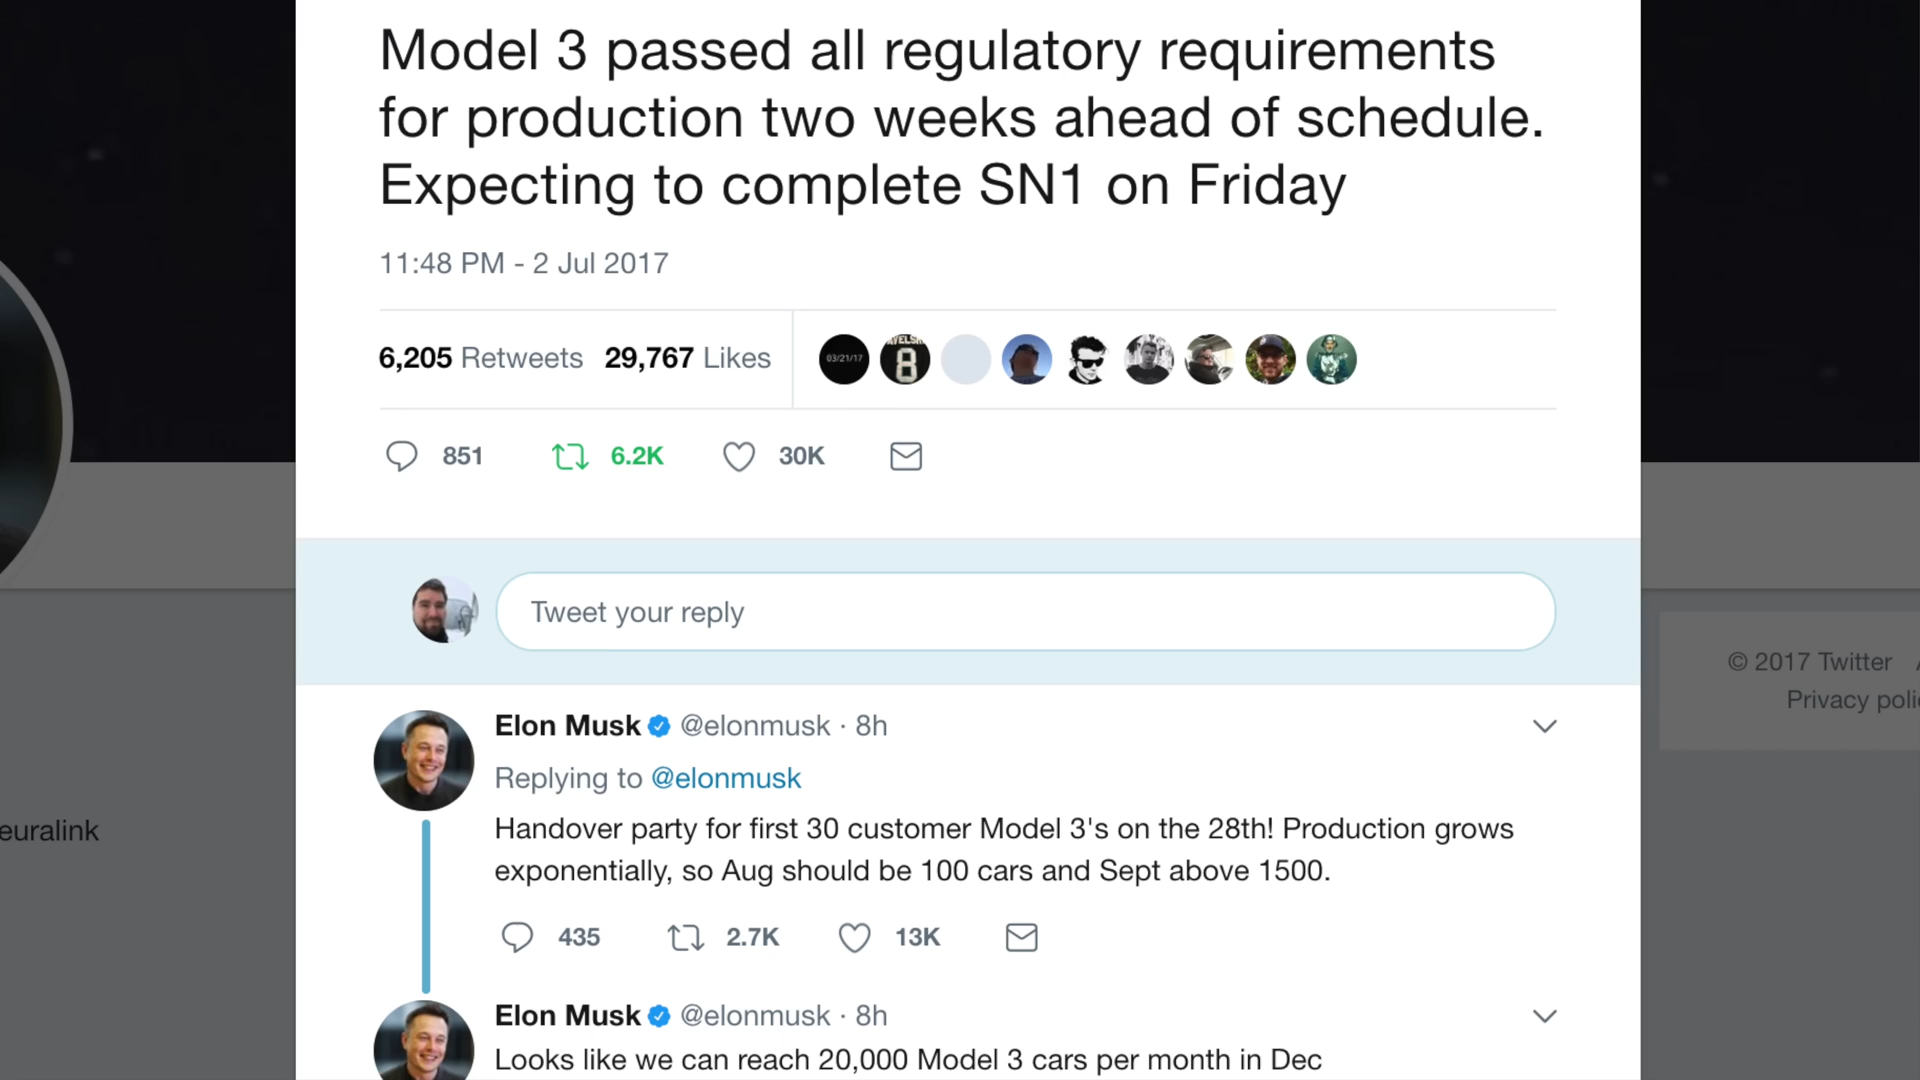 Model 3 passed all regulatory requirements
for production two weeks ahead of schedule.
Expecting to complete SN1 on Friday
11:48 PM - 2 Jul 2017
6,205 Retweets 29,767 Likes
03/21/17
8
851 6.2K 30K
Tweet your reply
© 2017 Twitter
Privacy poli
Elon Musk @elonmusk · 8h
Replying to @elonmusk
euralink
Handover party for first 30 customer Model 3's on the 28th! Production grows
exponentially, so Aug should be 100 cars and Sept above 1500.
435 2.7K 13K
Elon Musk @elonmusk · 8h
Looks like we can reach 20,000 Model 3 cars per month in Dec